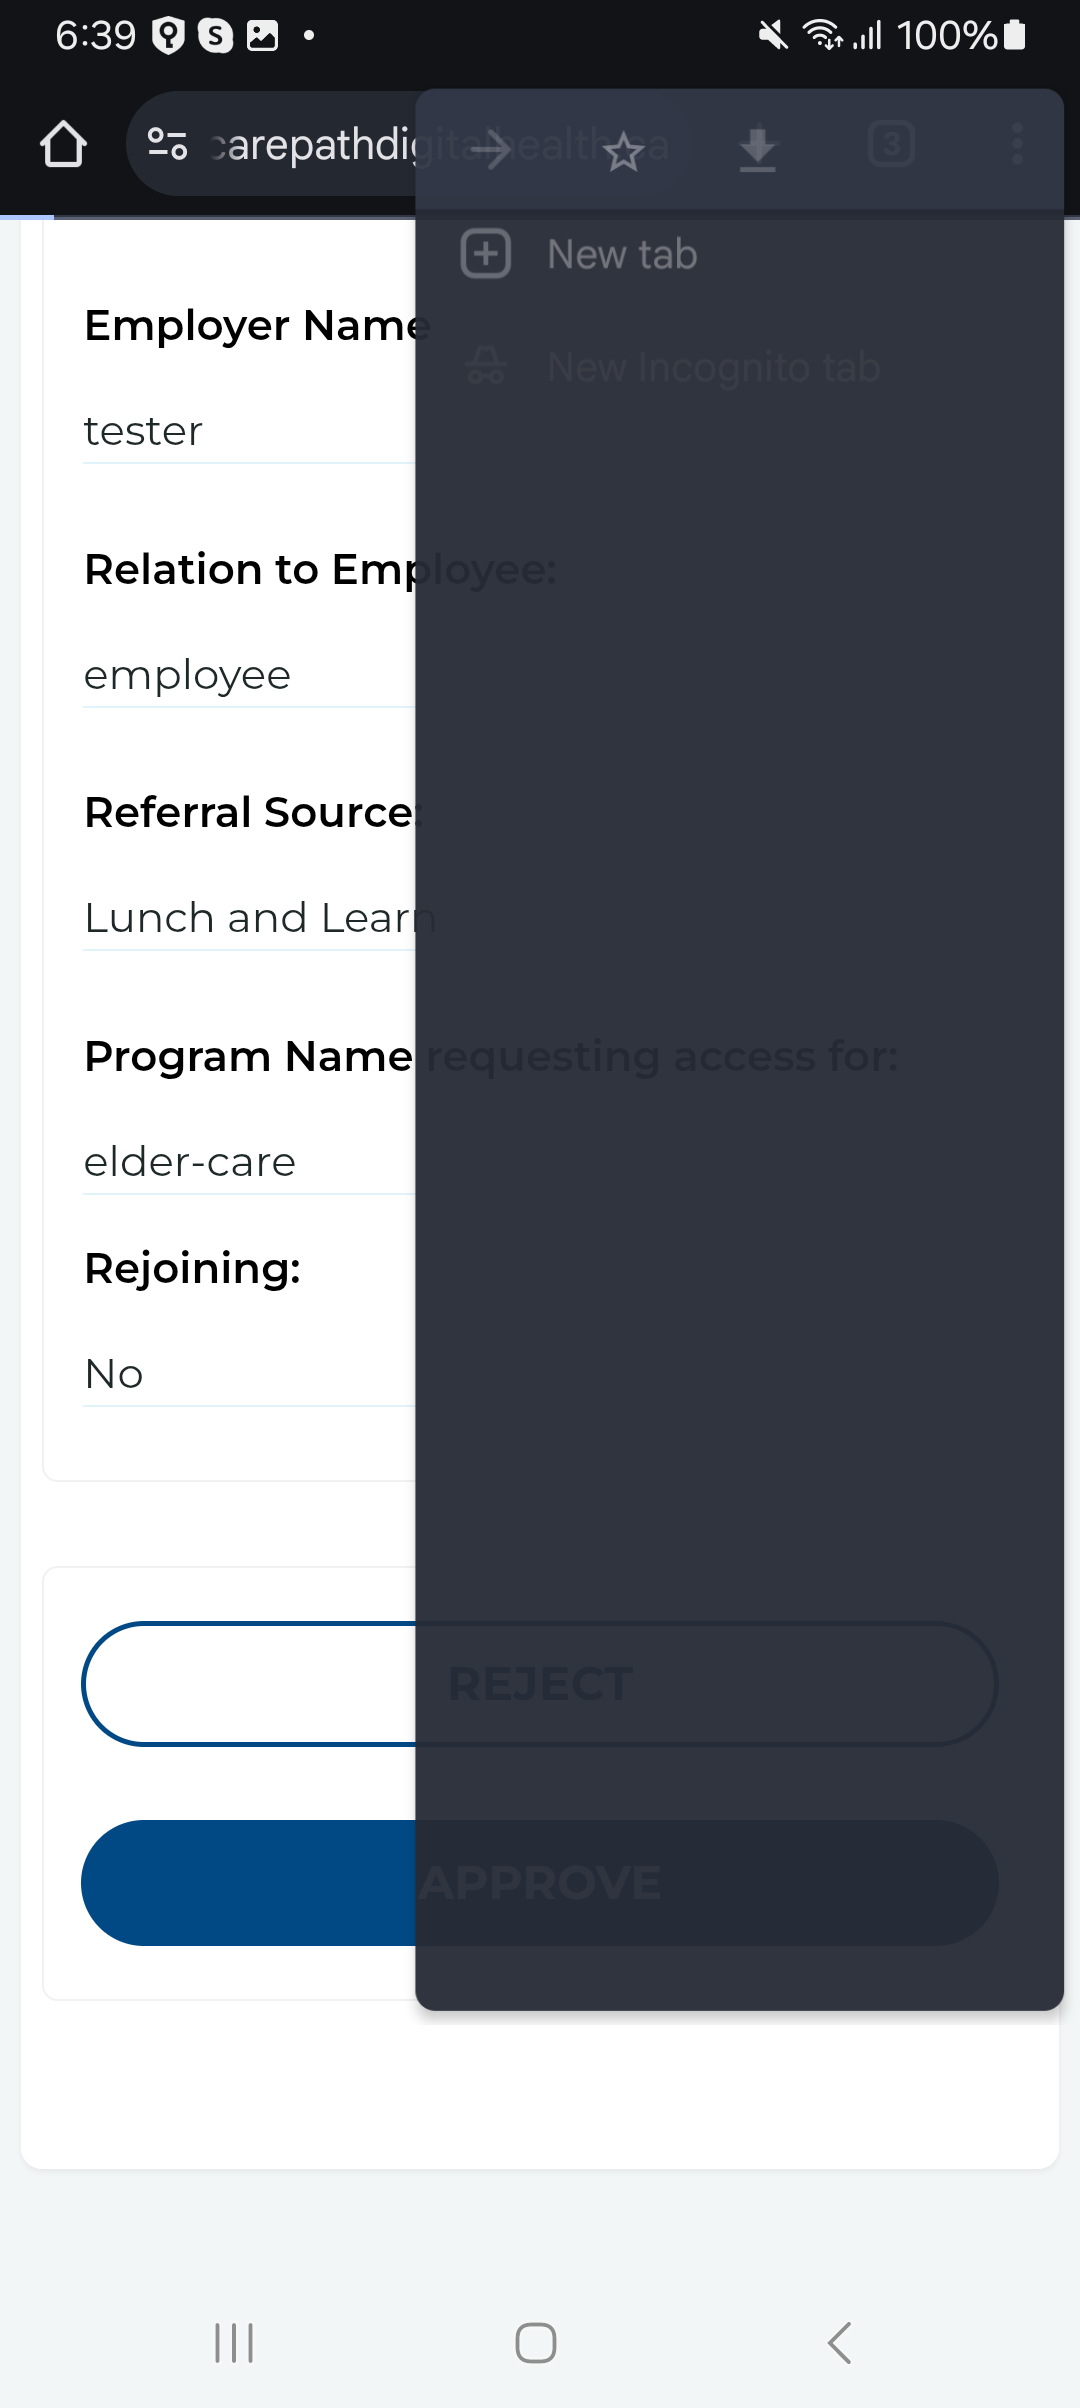 6:39 S 100%
carepathdigitalhealth.ca 3
New tab
Employer Name
New Incognito tab
tester
Relation to Employee:
employee
Referral Source:
Lunch and Learn
Program Name requesting access for:
elder-care
Rejoining:
No
REJECT
APPROVE